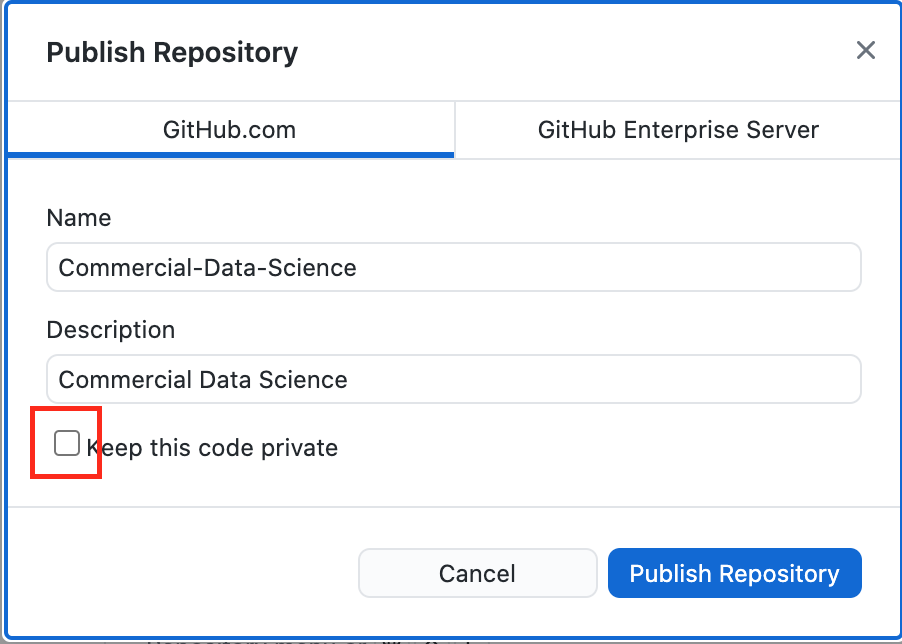 Publish Repository
GitHub.com
GitHub Enterprise Server
Name
Commercial-Data-Science
Description
Commercial Data Science
Keep this code private
Cancel
Publish Repository